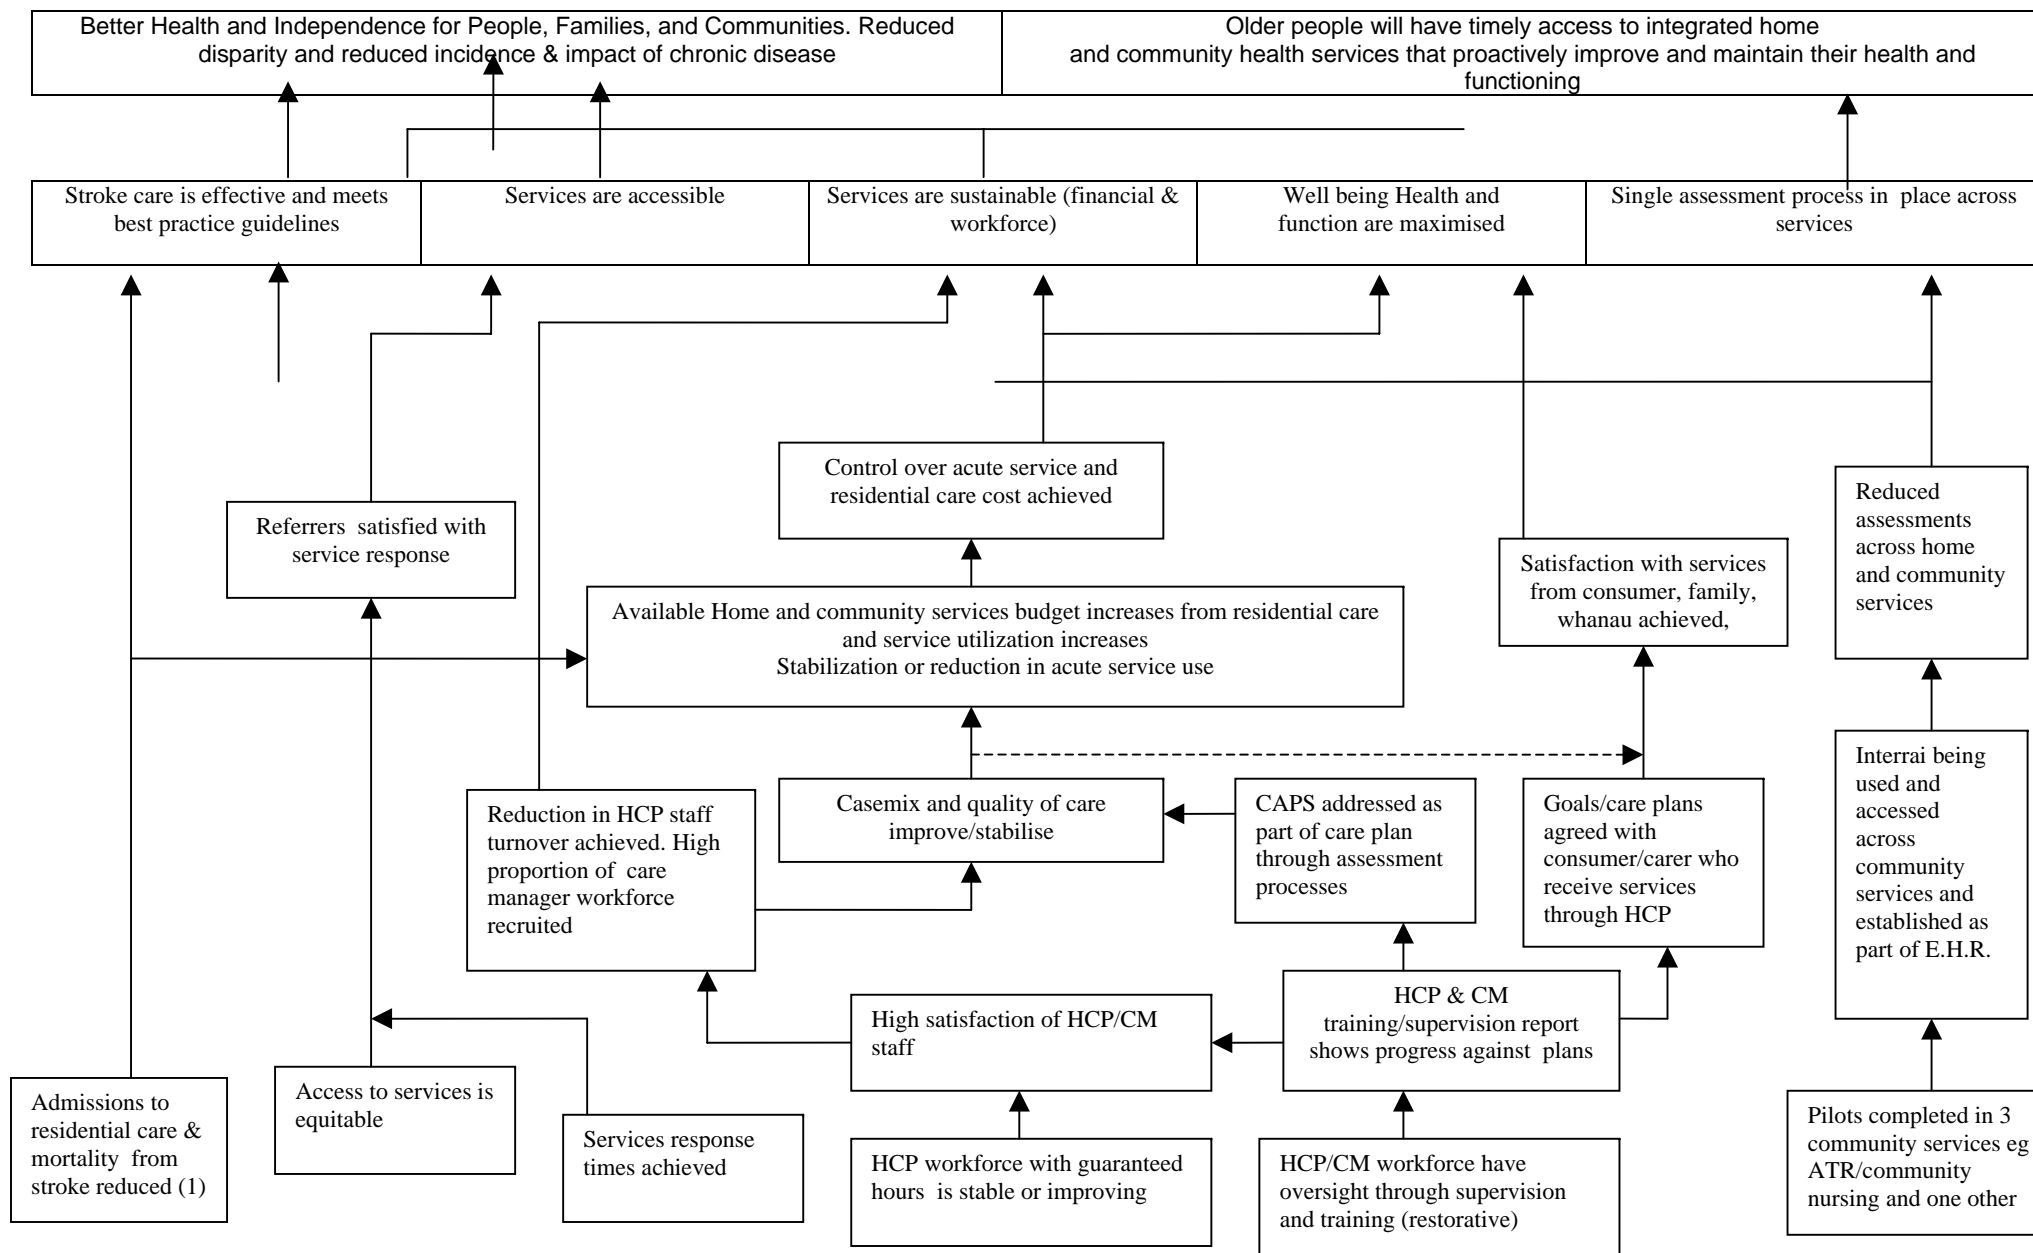 Better Health and Independence for People, Families, and Communities. Reduced
disparity and reduced incidence & impact of chronic disease
Older people will have timely access to integrated home
and community health services that proactively improve and maintain their health and
functioning
Stroke care is effective and meets
best practice guidelines
Services are accessible
Services are sustainable (financial &
workforce)
Well being Health and
function are maximised
Single assessment process in place across
services
Control over acute service and
residential care cost achieved
Reduced
assessments
across home
and community
services
Referrers satisfied with
service response
Satisfaction with services
from consumer, family,
whanau achieved,
Available Home and community services budget increases from residential care
and service utilization increases
Stabilization or reduction in acute service use
Interrai being
used and
accessed
across
community
services and
established as
part of E.H.R.
Reduction in HCP staff
turnover achieved. High
proportion of care
manager workforce
recruited
Casemix and quality of care
improve/stabilise
CAPS addressed as
part of care plan
through assessment
processes
Goals/care plans
agreed with
consumer/carer who
receive services
through HCP
High satisfaction of HCP/CM
staff
HCP & CM
training/supervision report
shows progress against plans
Admissions to
residential care &
mortality from
stroke reduced (1)
Access to services is
equitable
Services response
times achieved
HCP workforce with guaranteed
hours is stable or improving
HCP/CM workforce have
oversight through supervision
and training (restorative)
Pilots completed in 3
community services eg
ATR/community
nursing and one other